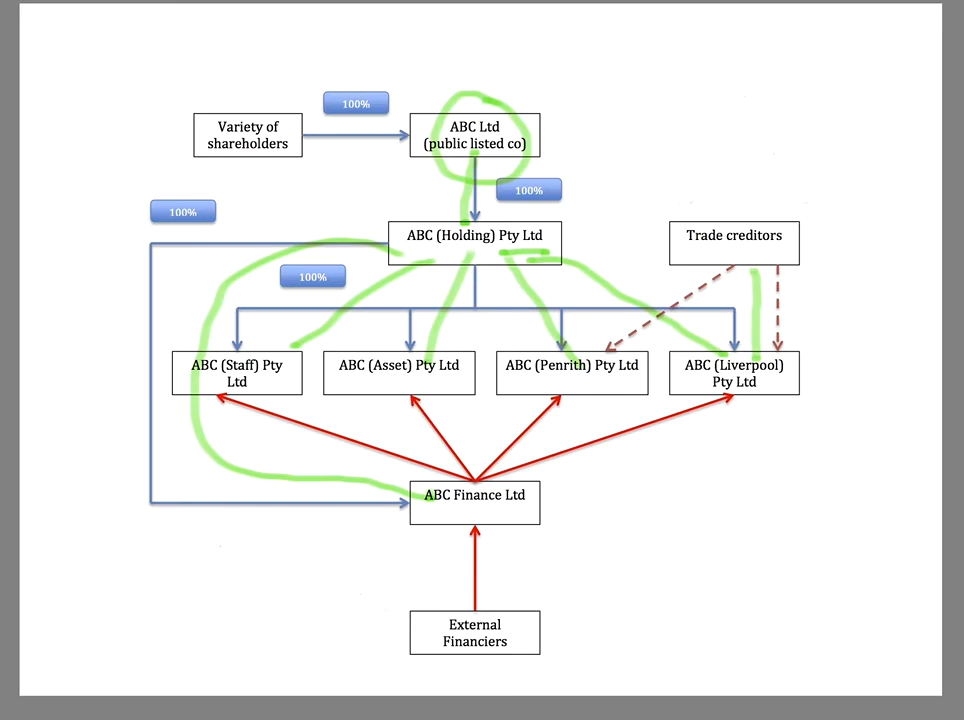 100%
Variety of
shareholders
ABC Ltd
(public listed co)
100%
100%
ABC (Holding) Pty Ltd
Trade creditors
100%
ABC (Staff) Pty
Ltd
ABC (Asset) Pty Ltd
ABC (Penrith) Pty Ltd
ABC (Liverpool)
Pty Ltd
ABC Finance Ltd
External
Financiers